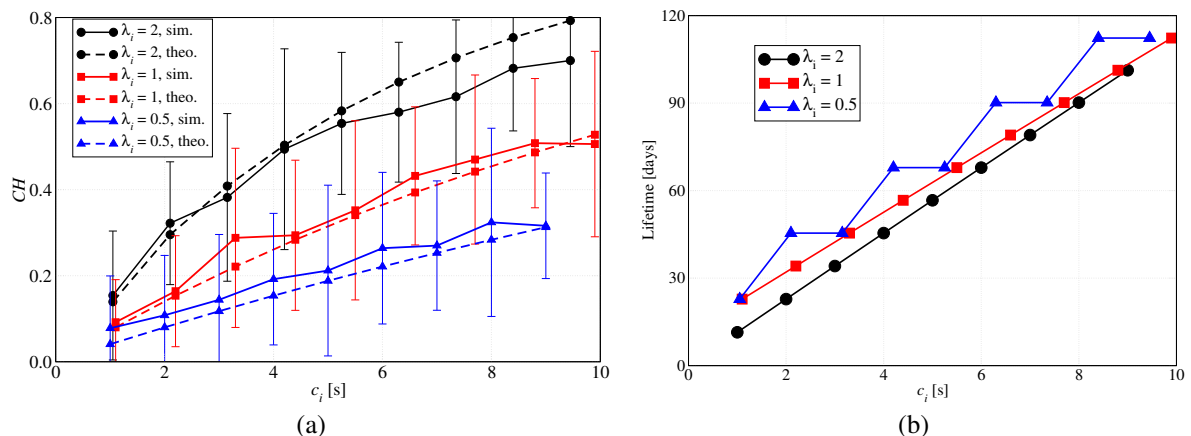 0.8
0.6
0.4
0.2
0.0
CH
λi = 2, sim.
λi = 2, theo.
λi = 1, sim.
λi = 1, theo.
λi = 0.5, sim.
λi = 0.5, theo.
0 2 4 6 8 10
ci [s]
(a)
120
90
60
30
0
Lifetime [days]
λi = 2
λi = 1
λi = 0.5
0 2 4 6 8 10
ci [s]
(b)